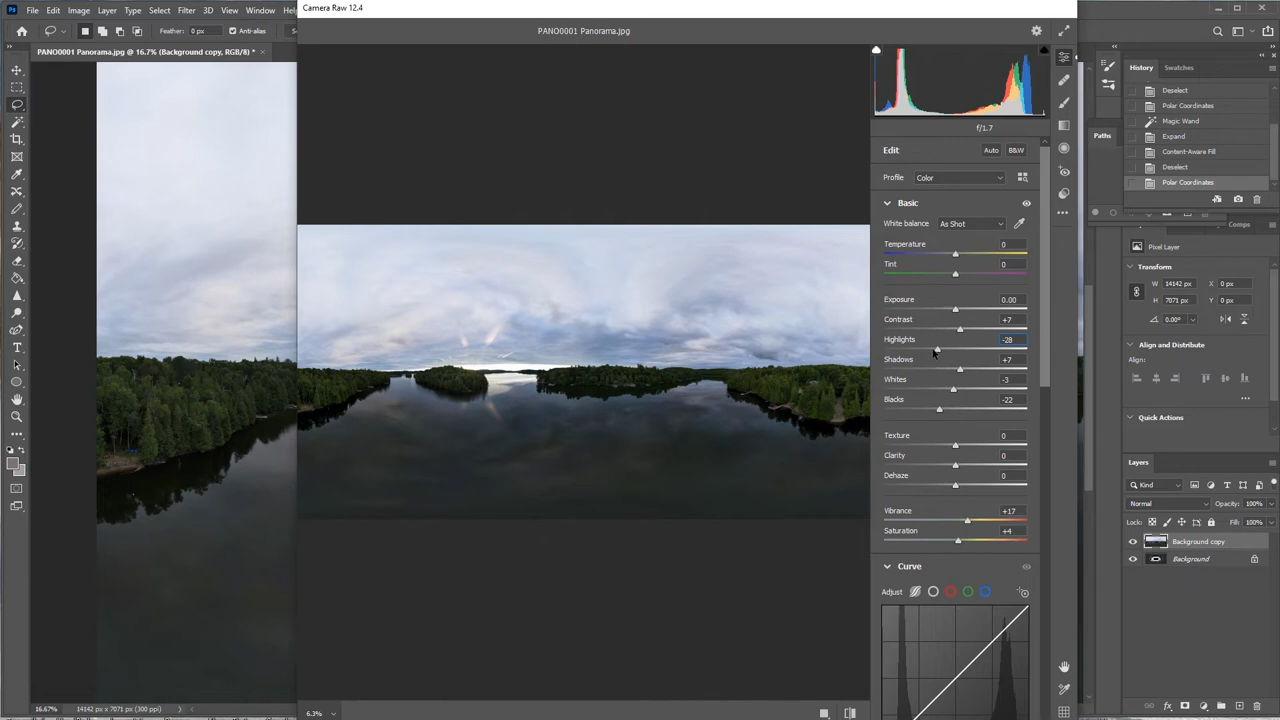 Camera Raw 12.4
Ps File Edit Image Layer Type Select Filter 3D View Window
PANO0001 Panorama.jpg
Feather: 0 px Anti-alias
PANO0001 Panorama.jpg @ 16.7% (Background copy, RGB/8) * ×
f/1.7
Edit Auto B&W
Profile Color
Basic
White balance As Shot
Temperature 0
Tint 0
Exposure 0.00
Contrast +7
Highlights -28
Shadows +7
Whites -3
Blacks -22
Texture 0
Clarity 0
Dehaze 0
Vibrance +17
Saturation +4
Curve
Adjust
6.3%
16.67% 14142 px x 7071 px (300 ppi)
History Swatches
Deselect
Polar Coordinates
Magic Wand
Expand
Content-Aware Fill
Deselect
Polar Coordinates
Paths
Comps
Pixel Layer
Transform
W 14142 px X 0 px
H 7071 px Y 0 px
0.00°
Align and Distribute
Align:
Quick Actions
Layers
Kind
Normal Opacity: 100%
Lock: Fill: 100%
Background copy
Background